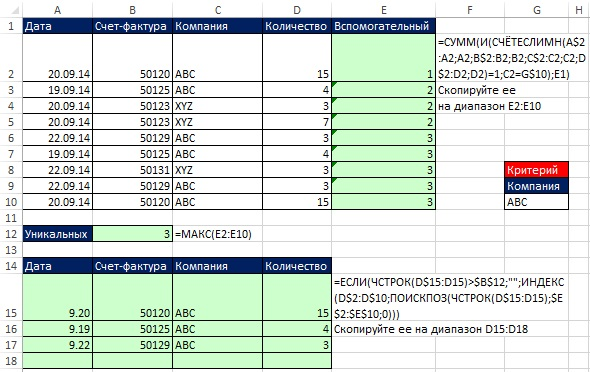 A B C D E F G H
1 Дата Счет-фактура Компания Количество Вспомогательный
=СУММ(И(СЧЁТЕСЛИМН(A$2
:A2;A2;B$2:B2;B2;C$2:C2;C2;D
2 20.09.14 50120 ABC 15 1 $2:D2;D2)=1;C2=G$10);E1)
3 19.09.14 50125 ABC 4 2 Скопируйте ее
4 20.09.14 50123 XYZ 3 2 на диапазон E2:E10
5 20.09.14 50123 XYZ 7 2
6 22.09.14 50129 ABC 3 3
7 19.09.14 50125 ABC 4 3
8 22.09.14 50131 XYZ 3 3 Критерий
9 22.09.14 50129 ABC 3 3 Компания
10 20.09.14 50120 ABC 15 3 ABC
11
12 Уникальных 3 =МАКС(E2:E10)
13
14 Дата Счет-фактура Компания Количество
=ЕСЛИ(ЧСТРОК(D$15:D15)>$B$12;"";ИНДЕКС
(D$2:D$10;ПОИСКПОЗ(ЧСТРОК(D$15:D15);$E
15 9.20 50120 ABC 15 $2:$E$10;0)))
16 9.19 50125 ABC 4 Скопируйте ее на диапазон D15:D18
17 9.22 50129 ABC 3
18